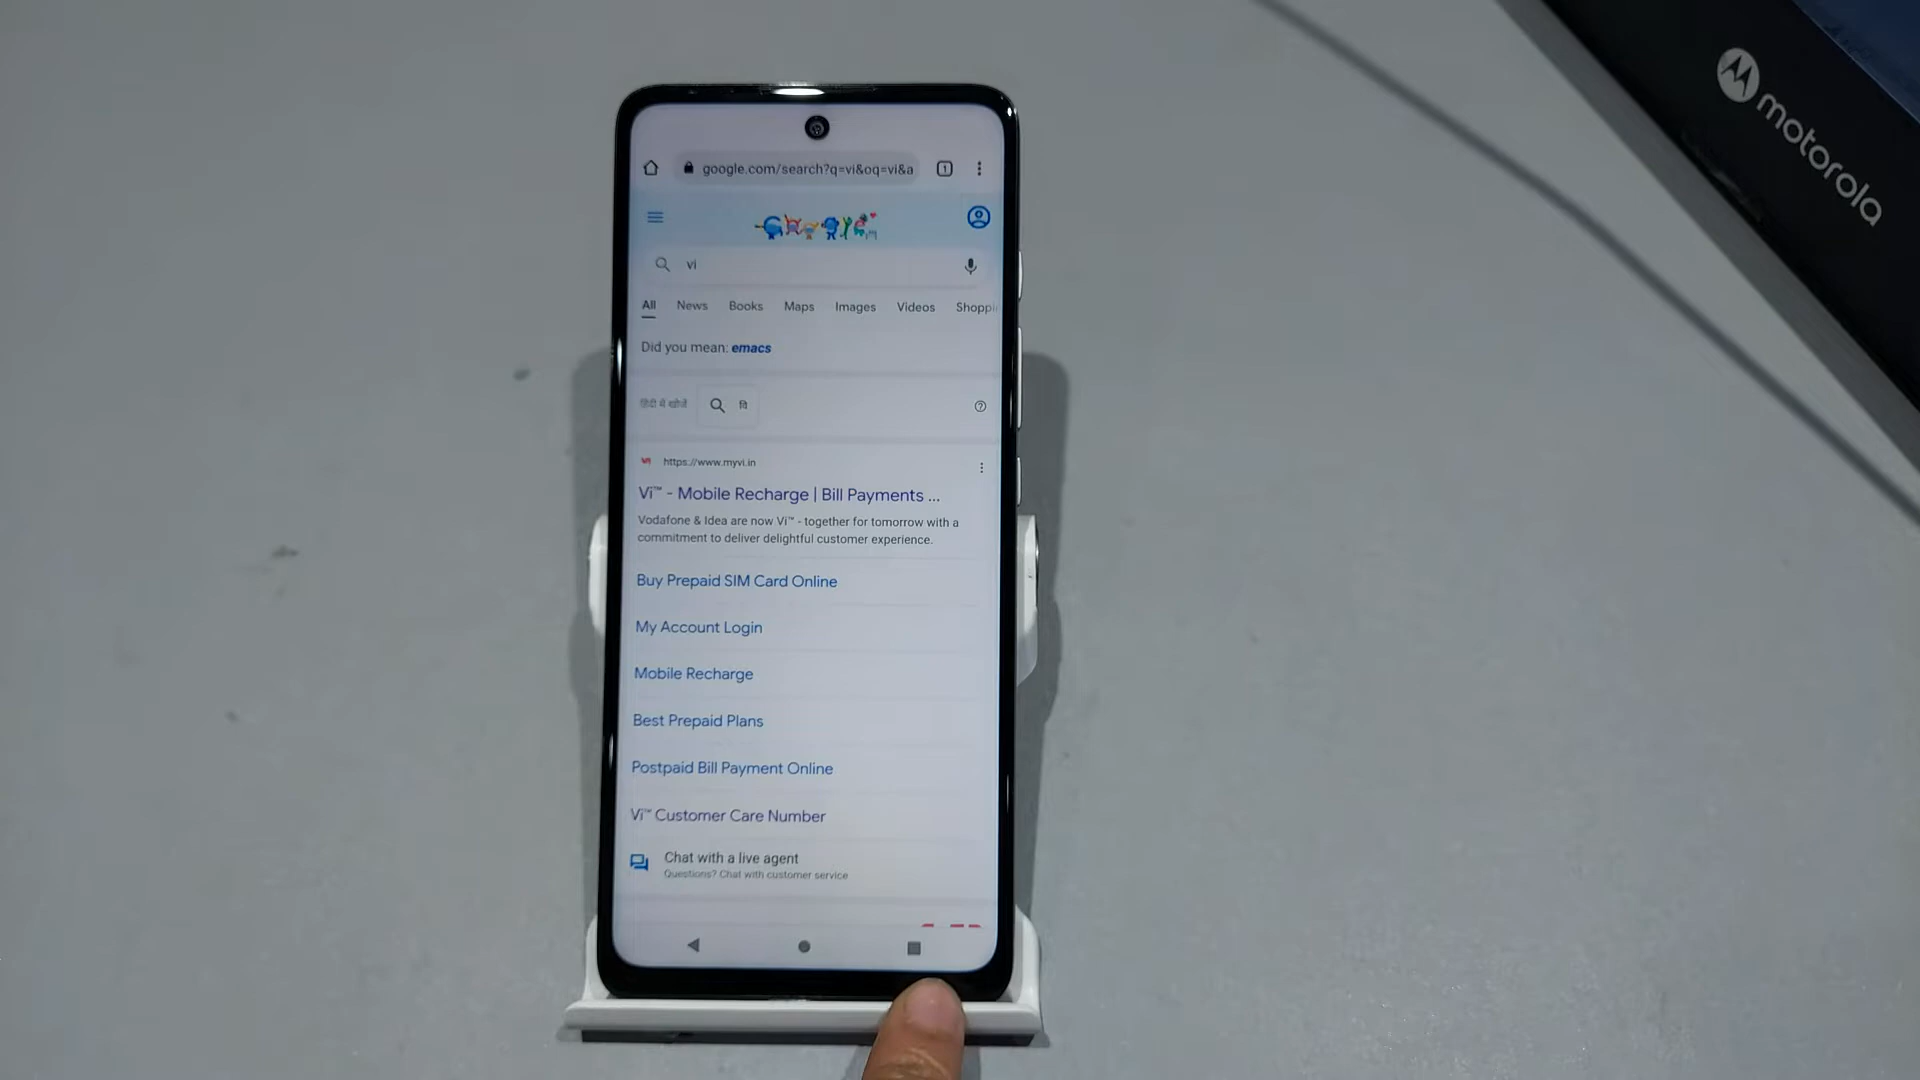 google.com/search?q=vi&oq=vi&a
1
vi
All News Books Maps Images Videos Shoppi
Did you mean: emacs
हिंदी में खोजें वि
https://www.myvi.in
Vi™ - Mobile Recharge | Bill Payments ...
Vodafone & Idea are now Vi™ - together for tomorrow with a
commitment to deliver delightful customer experience.
Buy Prepaid SIM Card Online
My Account Login
Mobile Recharge
Best Prepaid Plans
Postpaid Bill Payment Online
Vi™ Customer Care Number
Chat with a live agent
Questions? Chat with customer service
motorola